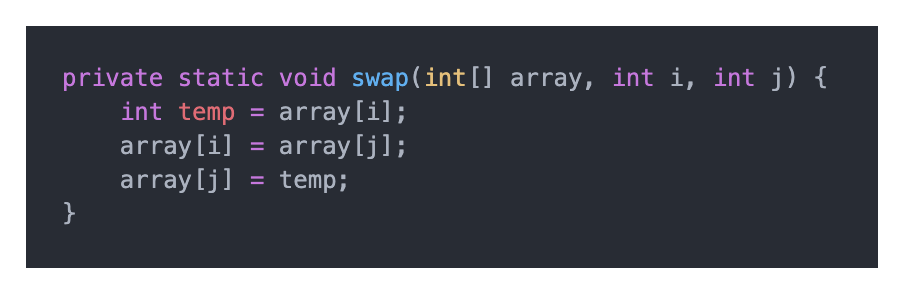 private static void swap(int[] array, int i, int j) {
    int temp = array[i];
    array[i] = array[j];
    array[j] = temp;
}